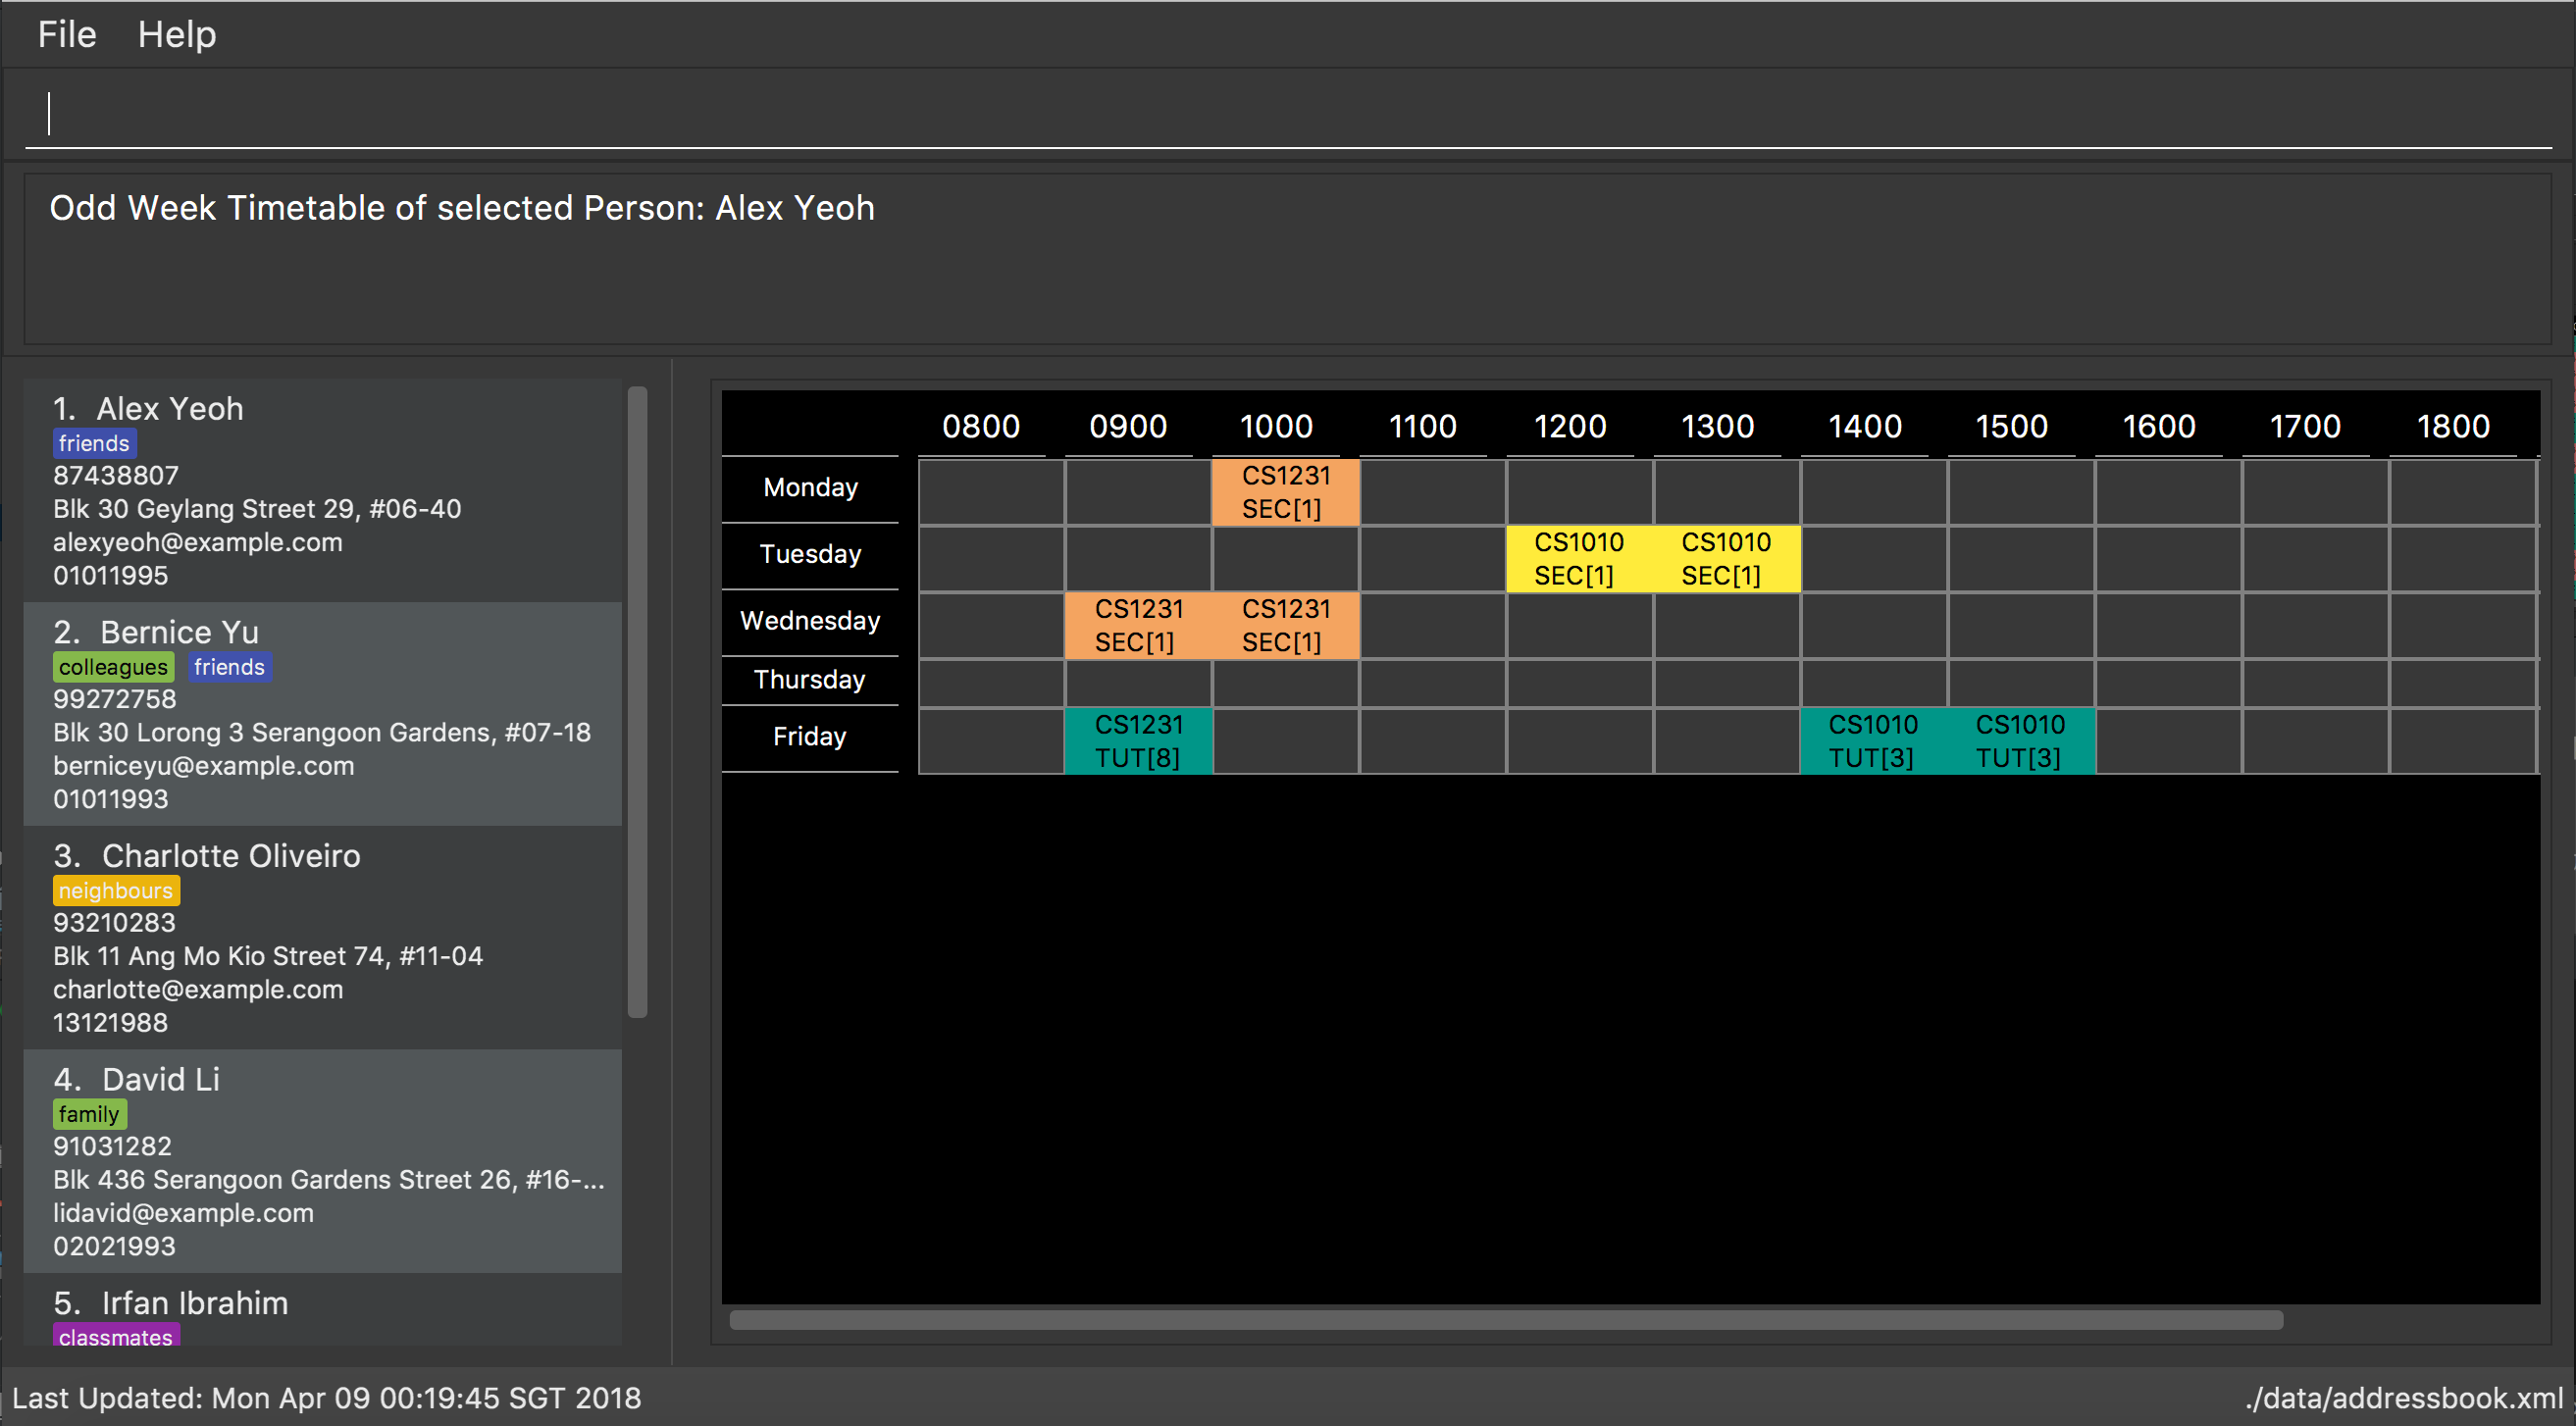 File Help
Odd Week Timetable of selected Person: Alex Yeoh
1. Alex Yeoh
friends
87438807
Blk 30 Geylang Street 29, #06-40
alexyeoh@example.com
01011995
2. Bernice Yu
colleagues friends
99272758
Blk 30 Lorong 3 Serangoon Gardens, #07-18
berniceyu@example.com
01011993
3. Charlotte Oliveiro
neighbours
93210283
Blk 11 Ang Mo Kio Street 74, #11-04
charlotte@example.com
13121988
4. David Li
family
91031282
Blk 436 Serangoon Gardens Street 26, #16-...
lidavid@example.com
02021993
5. Irfan Ibrahim
classmates
0800 0900 1000 1100 1200 1300 1400 1500 1600 1700 1800
Monday
CS1231
SEC[1]
Tuesday
CS1010 CS1010
SEC[1] SEC[1]
Wednesday
CS1231 CS1231
SEC[1] SEC[1]
Thursday
Friday
CS1231 CS1010 CS1010
TUT[8] TUT[3] TUT[3]
Last Updated: Mon Apr 09 00:19:45 SGT 2018
./data/addressbook.xml